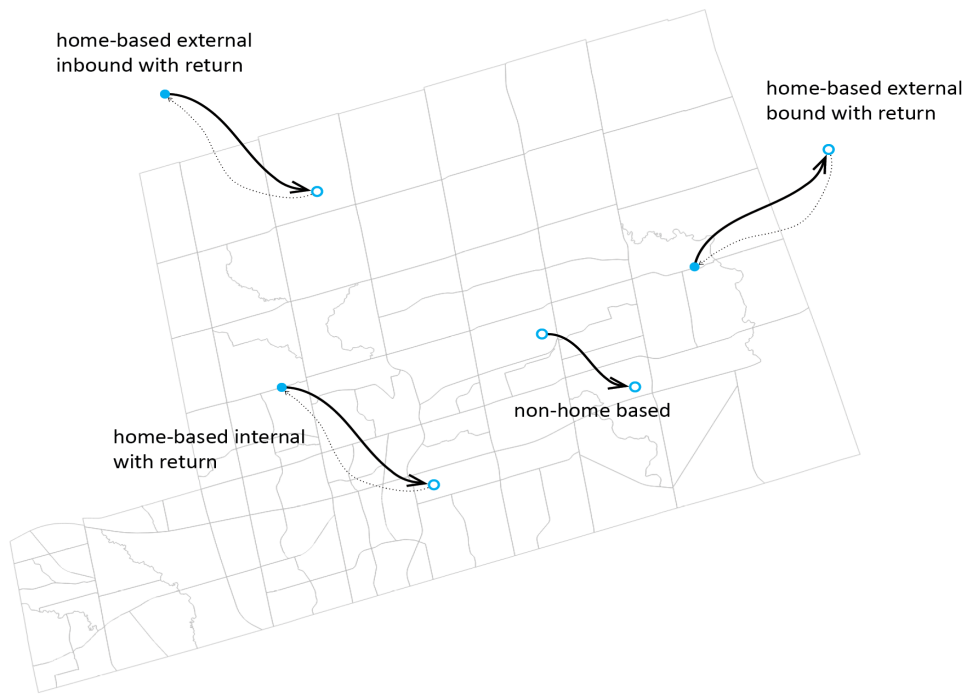 home-based external
inbound with return
home-based external
bound with return
non-home based
home-based internal
with return